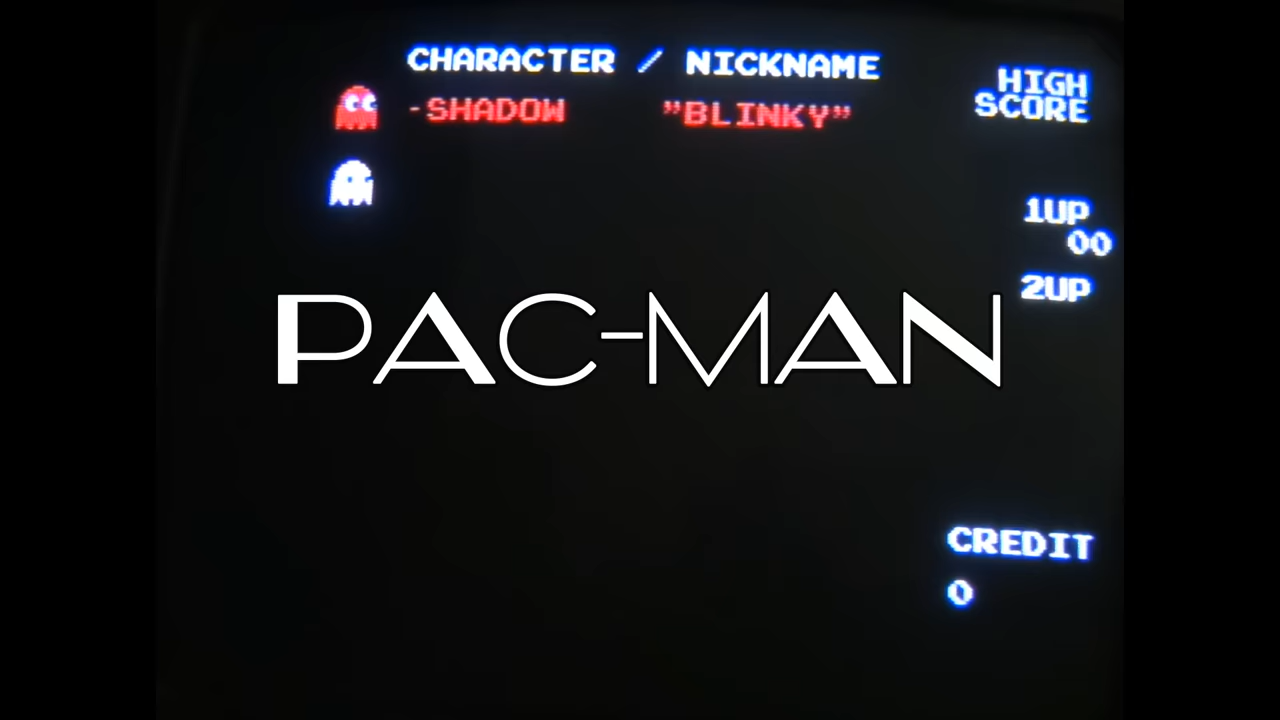 CHARACTER / NICKNAME
-SHADOW "BLINKY"
HIGH
SCORE
1UP
00
2UP
PAC-MAN
CREDIT
0